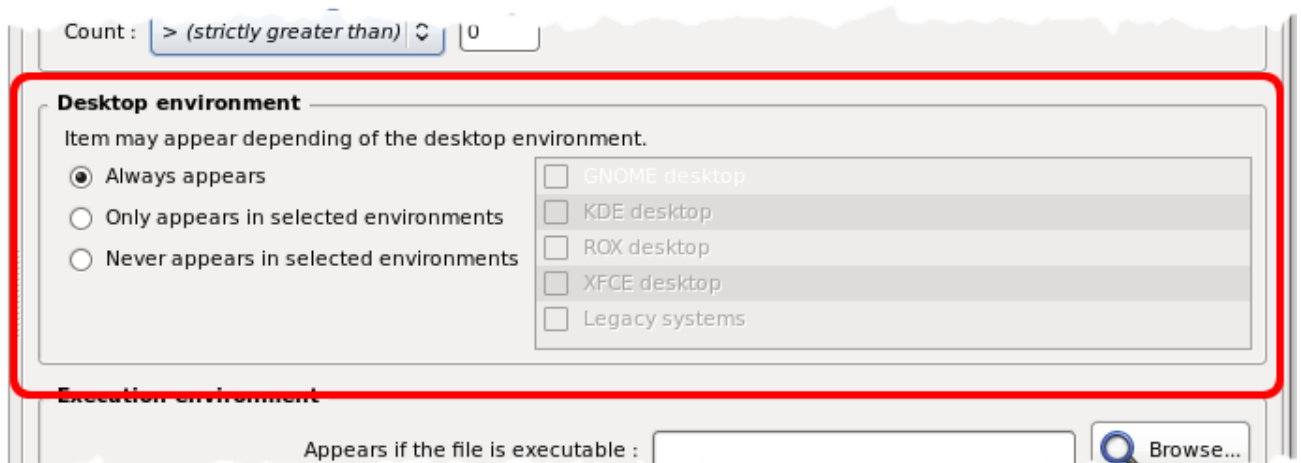 Count : > (strictly greater than) 0
Desktop environment
Item may appear depending of the desktop environment.
Always appears
Only appears in selected environments
Never appears in selected environments
GNOME desktop
KDE desktop
ROX desktop
XFCE desktop
Legacy systems
Execution environment
Appears if the file is executable : Browse...